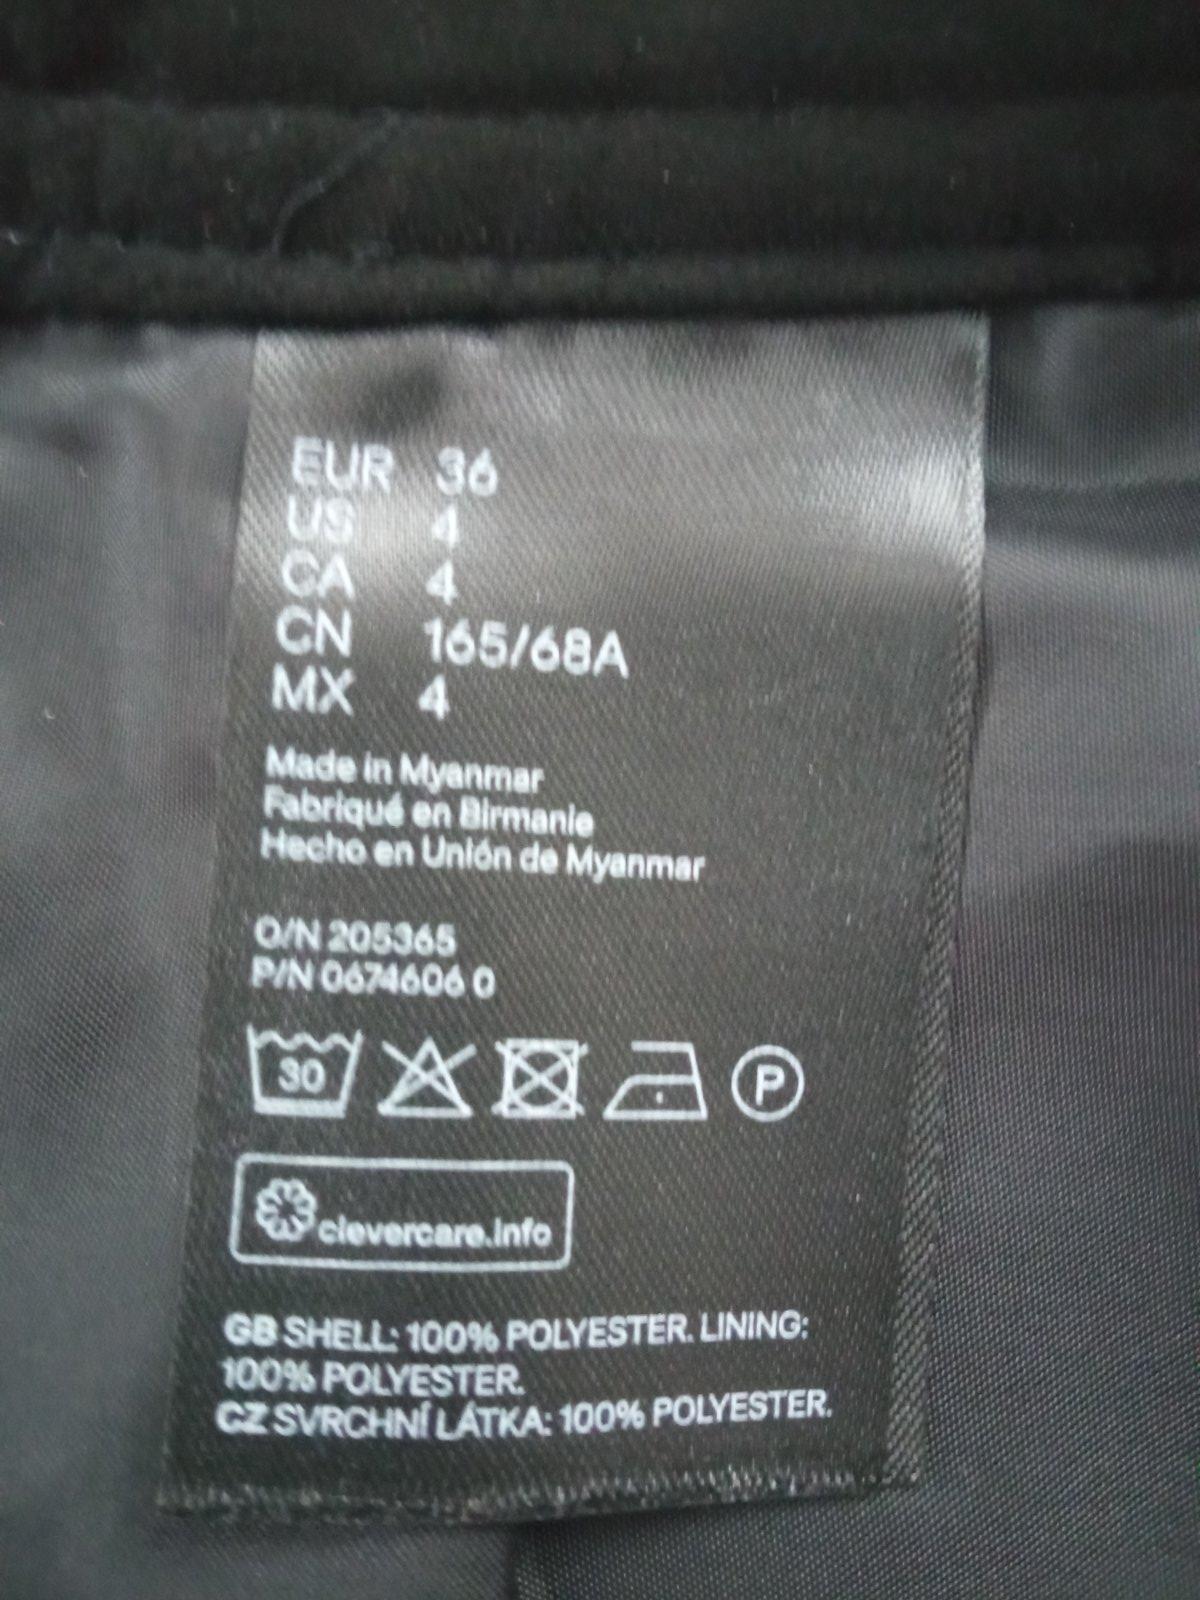 EUR 36
US 4
CA 4
CN 165/68A
MX 4
Made in Myanmar
Fabriqué en Birmanie
Hecho en Unión de Myanmar
O/N 205365
P/N 0674606 0
30 P
clevercare.info
GB SHELL: 100% POLYESTER. LINING:
100% POLYESTER.
CZ SVRCHNÍ LÁTKA: 100% POLYESTER.